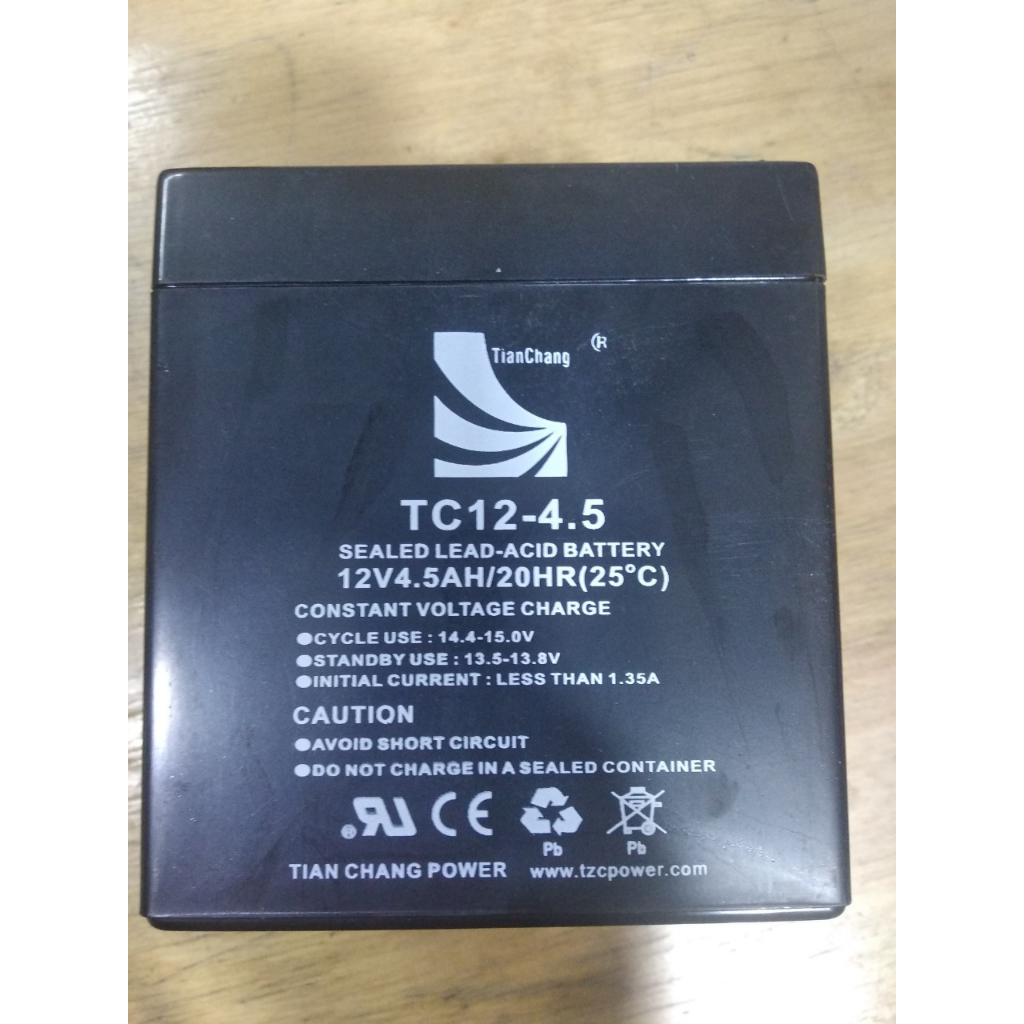 TianChang ®
TC12-4.5
SEALED LEAD-ACID BATTERY
12V4.5AH/20HR(25°C)
CONSTANT VOLTAGE CHARGE
●CYCLE USE : 14.4-15.0V
●STANDBY USE : 13.5-13.8V
●INITIAL CURRENT : LESS THAN 1.35A
CAUTION
●AVOID SHORT CIRCUIT
●DO NOT CHARGE IN A SEALED CONTAINER
RU ® CE
Pb Pb
TIAN CHANG POWER www.tzcpower.com